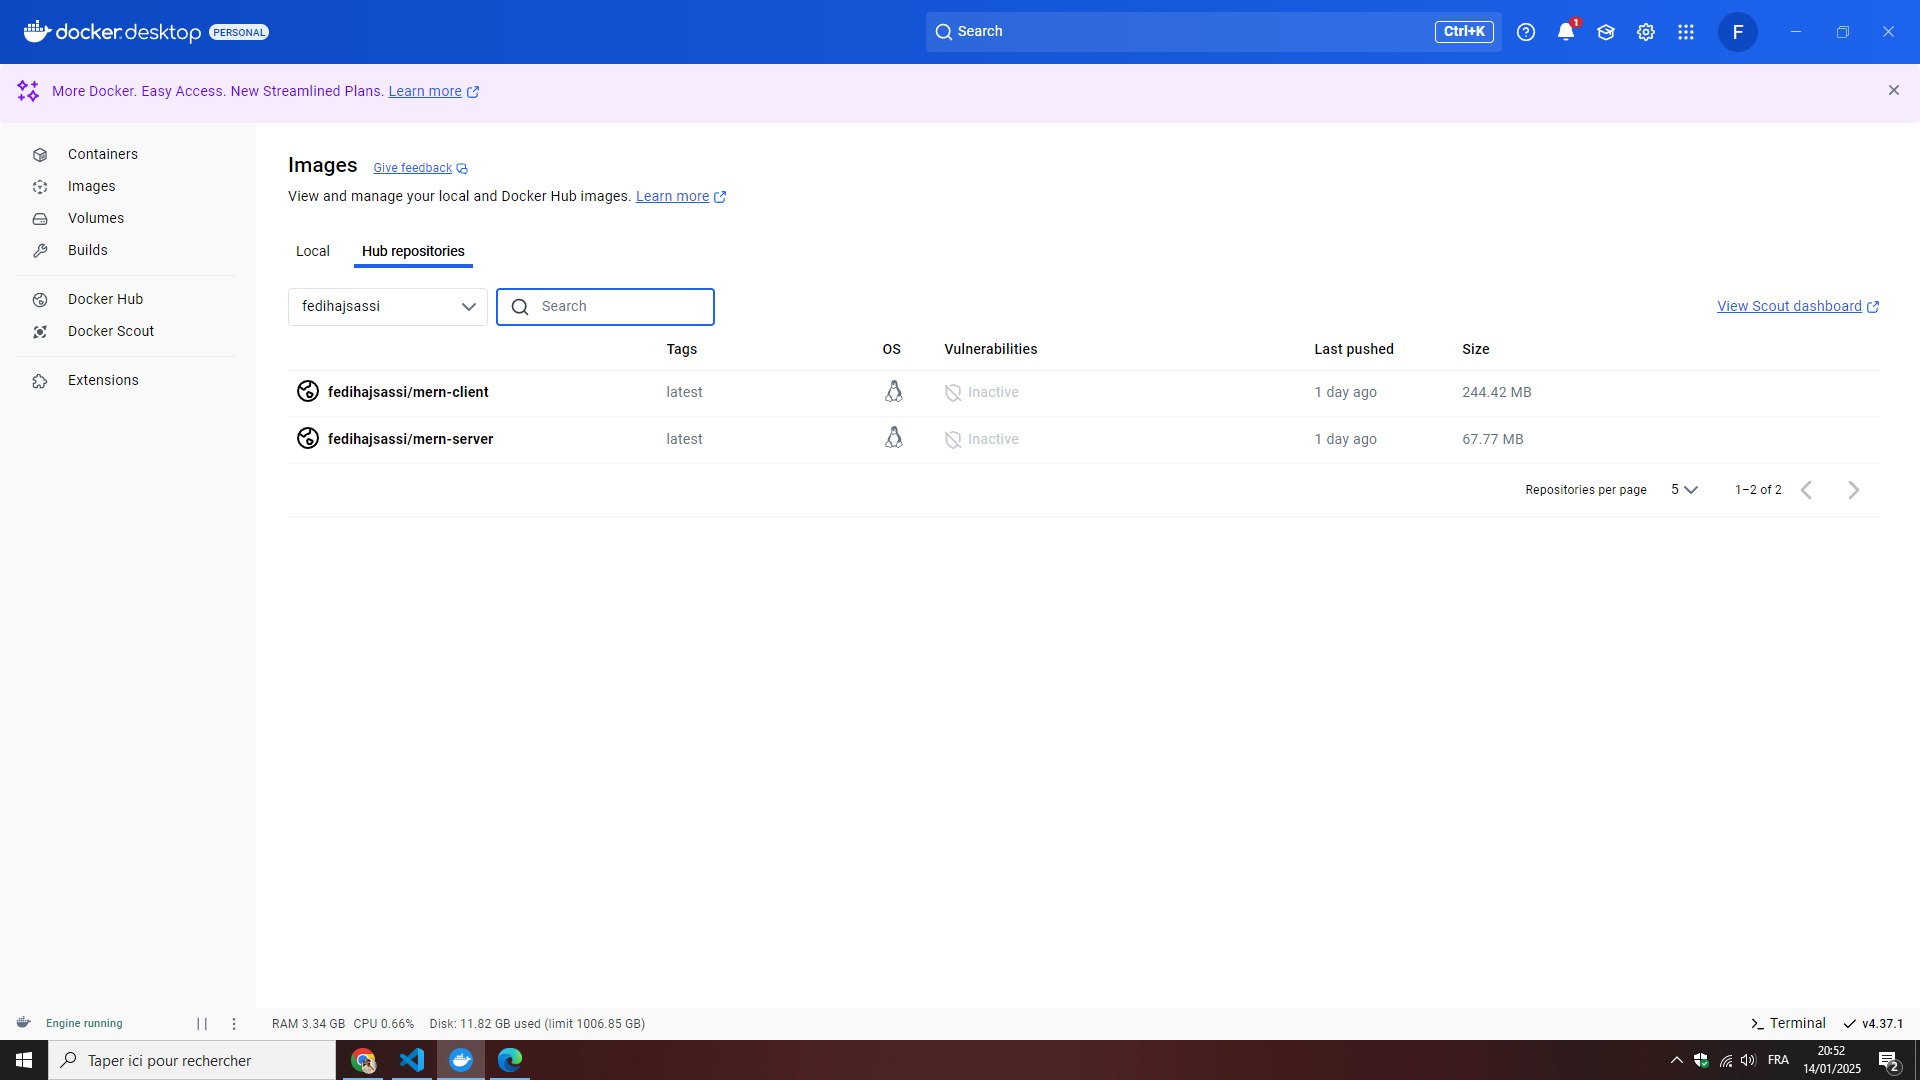 docker.desktop PERSONAL
Search Ctrl+K
1
F
More Docker. Easy Access. New Streamlined Plans. Learn more
Containers
Images
Volumes
Builds
Docker Hub
Docker Scout
Extensions
Images Give feedback
View and manage your local and Docker Hub images. Learn more
Local Hub repositories
fedihajsassi Search View Scout dashboard
Tags OS Vulnerabilities Last pushed Size
fedihajsassi/mern-client latest Inactive 1 day ago 244.42 MB
fedihajsassi/mern-server latest Inactive 1 day ago 67.77 MB
Repositories per page 5 1–2 of 2
Engine running RAM 3.34 GB CPU 0.66% Disk: 11.82 GB used (limit 1006.85 GB) Terminal v4.37.1
Taper ici pour rechercher FRA 20:52
14/01/2025 2